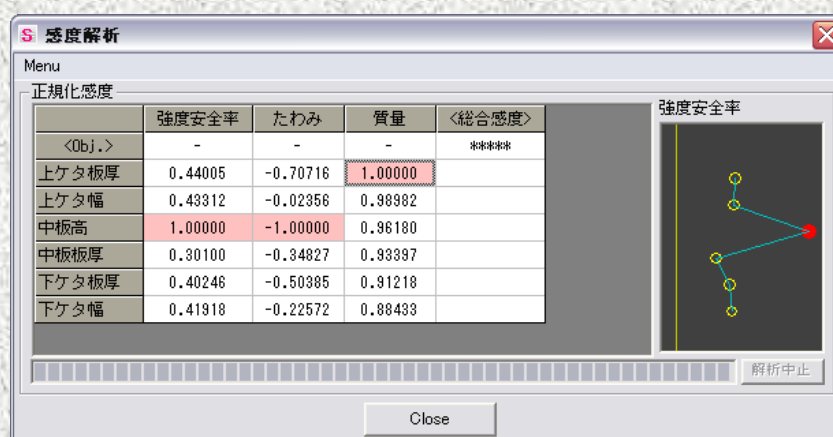 S 感度解析
Menu
正規化感度
強度安全率 たわみ 質量 <総合感度>
<Obj.> - - - *****
上ケタ板厚 0.44005 -0.70716 1.00000
上ケタ幅 0.43312 -0.02356 0.98982
中板高 1.00000 -1.00000 0.96180
中板板厚 0.30100 -0.34827 0.93397
下ケタ板厚 0.40246 -0.50385 0.91218
下ケタ幅 0.41918 -0.22572 0.88433
強度安全率
解析中止
Close